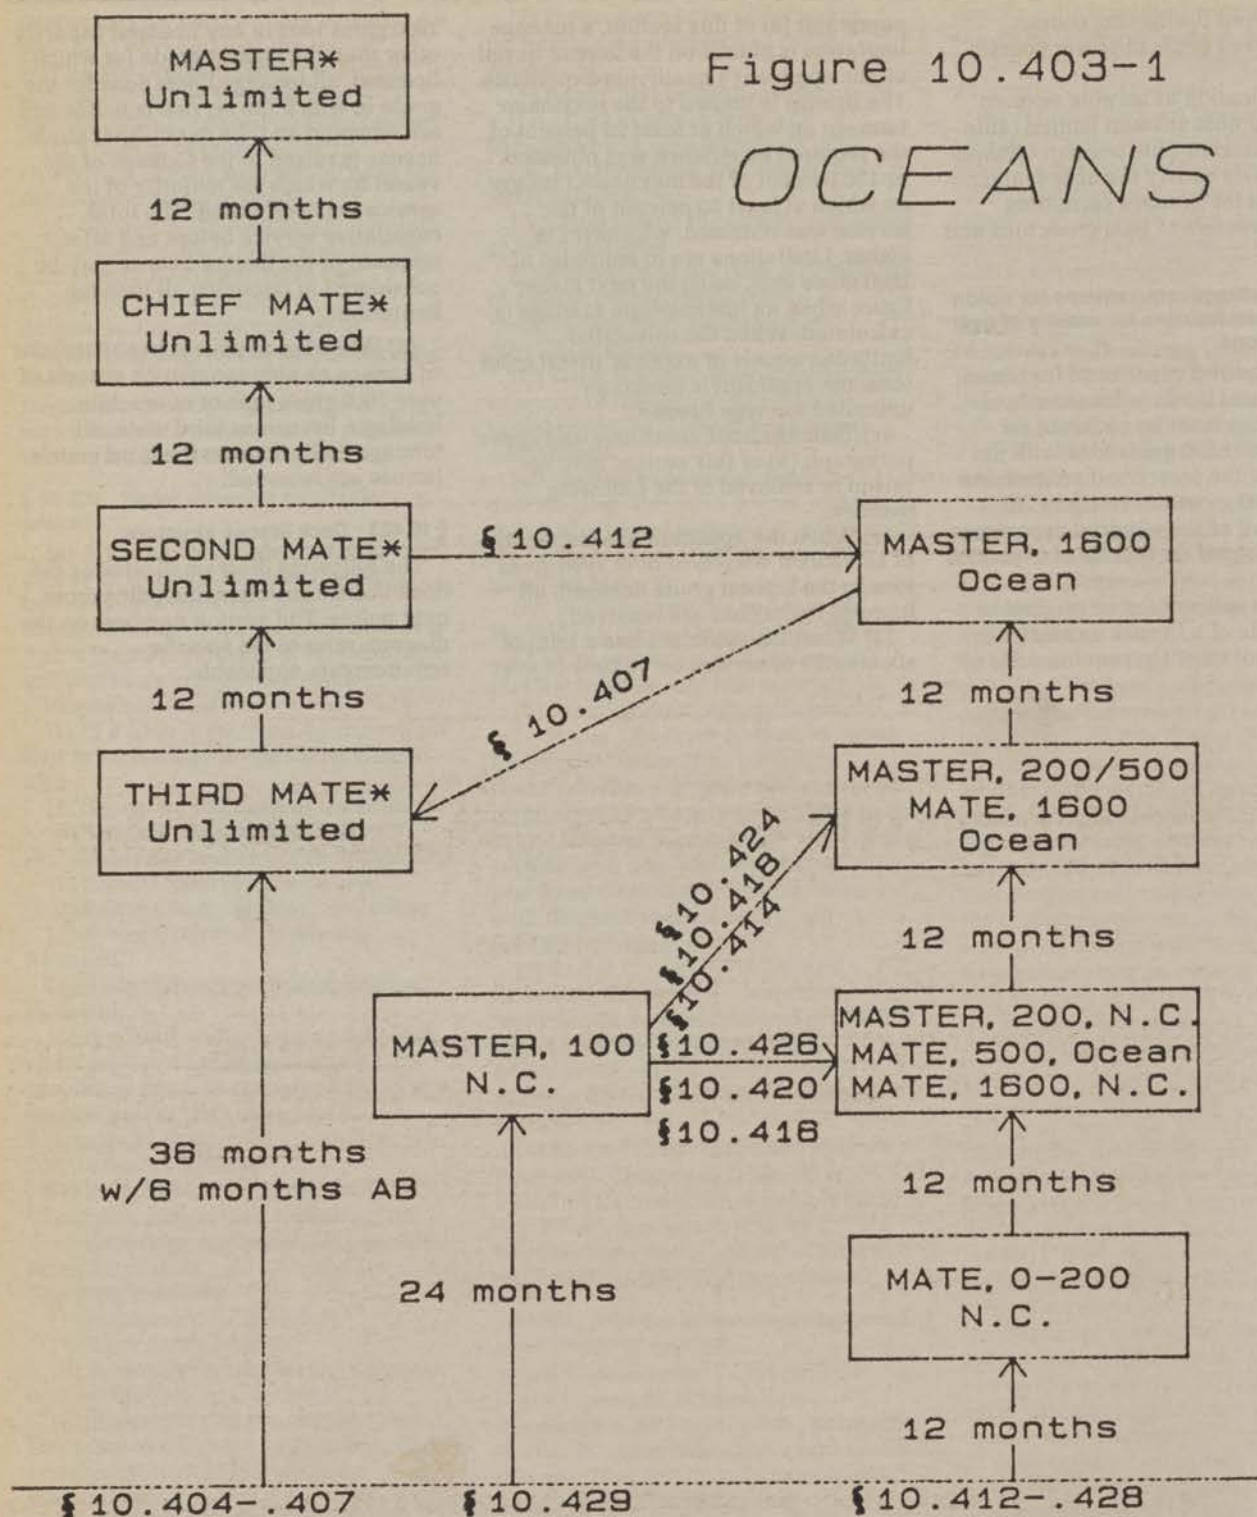 Figure 10.403-1
OCEANS
MASTER*
Unlimited
12 months
CHIEF MATE*
Unlimited
12 months
SECOND MATE*
Unlimited
§ 10.412
MASTER, 1600
Ocean
12 months
§ 10.407
12 months
THIRD MATE*
Unlimited
MASTER, 200/500
MATE, 1600
Ocean
§10.424
§10.418
§10.414
12 months
MASTER, 100
N.C.
§10.426
§10.420
§10.416
MASTER, 200, N.C.
MATE, 500, Ocean
MATE, 1600, N.C.
36 months
w/6 months AB
12 months
24 months
MATE, 0-200
N.C.
12 months
§ 10.404-.407
§ 10.429
§ 10.412-.428